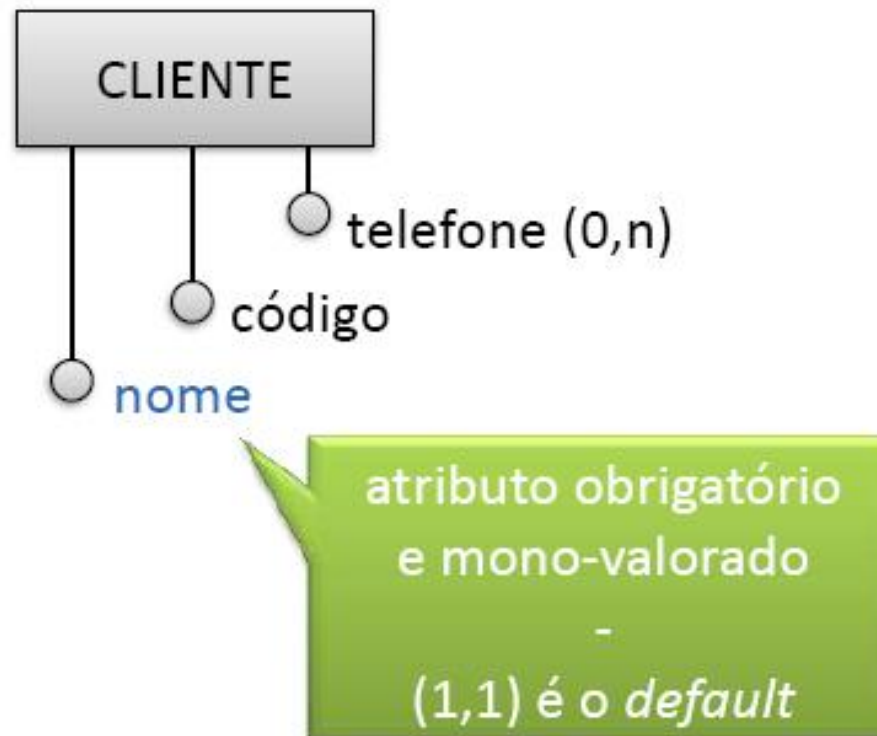 CLIENTE
telefone (0,n)
código
nome
atributo obrigatório
e mono-valorado
-
(1,1) é o default